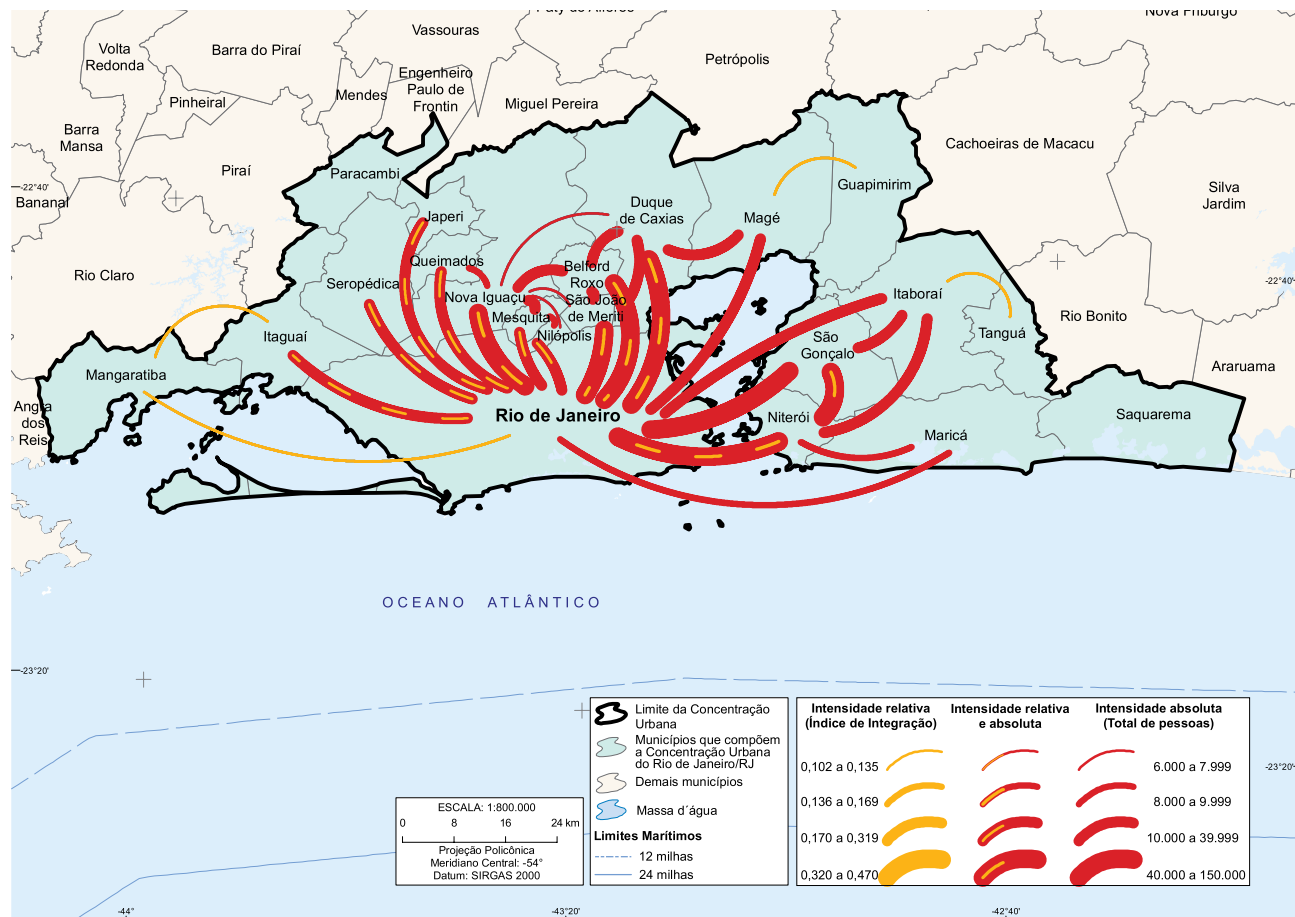 Paty do Alferes
Nova Friburgo
Vassouras
Volta
Redonda
Barra do Piraí
Petrópolis
Engenheiro
Paulo de
Frontin
Mendes
Pinheiral
Miguel Pereira
Barra
Mansa
Cachoeiras de Macacu
Piraí
Paracambi
-22°40'
Guapimirim
Silva
Jardim
Bananal
Duque
de Caxias
Japeri
Magé
Queimados
Belford
Roxo
Rio Claro
Seropédica
-22°40'
Nova Iguaçu
São João
de Meriti
Itaboraí
Mesquita
Rio Bonito
Nilópolis
Itaguaí
São
Gonçalo
Tanguá
Araruama
Mangaratiba
Angra
dos
Reis
Rio de Janeiro
Niterói
Saquarema
Maricá
OCEANO ATLÂNTICO
-23°20'
Limite da Concentração
Urbana
Municípios que compõem
a Concentração Urbana
do Rio de Janeiro/RJ
Demais municípios
Massa d´água
Limites Marítimos
12 milhas
24 milhas
Intensidade relativa
(Índice de Integração)
Intensidade relativa
e absoluta
Intensidade absoluta
(Total de pessoas)
0,102 a 0,135
6.000 a 7.999
0,136 a 0,169
8.000 a 9.999
0,170 a 0,319
10.000 a 39.999
0,320 a 0,470
40.000 a 150.000
-23°20'
ESCALA: 1:800.000
0 8 16 24 km
Projeção Policônica
Meridiano Central: -54°
Datum: SIRGAS 2000
-44°
-43°20'
-42°40'